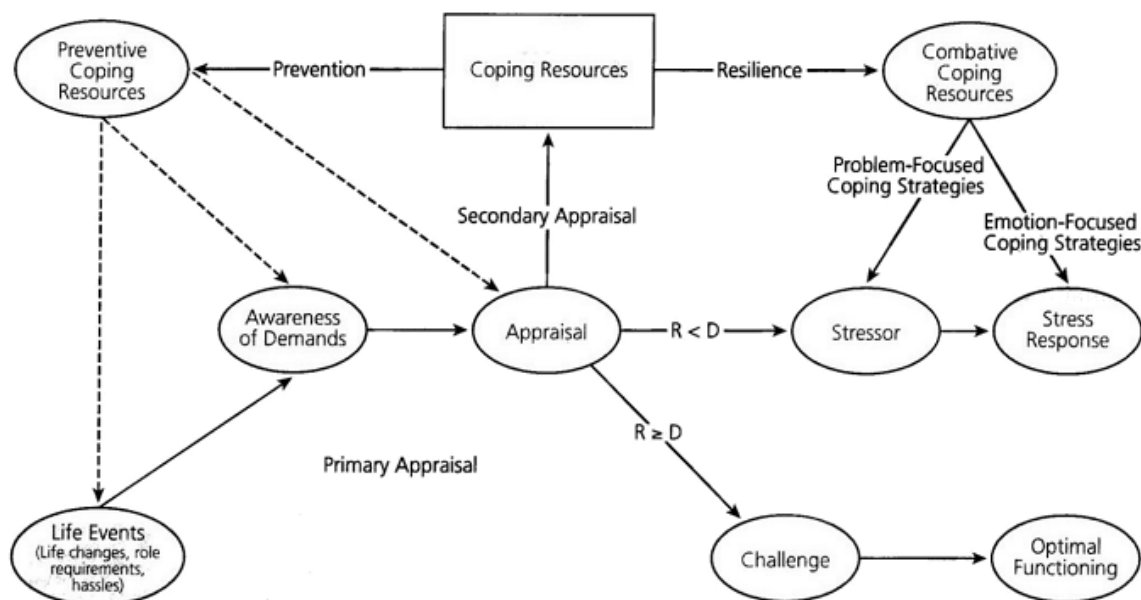 Preventive
Coping
Resources
Prevention
Coping Resources
Resilience
Combative
Coping
Resources
Problem-Focused
Coping Strategies
Secondary Appraisal
Emotion-Focused
Coping Strategies
Awareness
of Demands
Appraisal
R < D
Stressor
Stress
Response
R ≥ D
Primary Appraisal
Life Events
(Life changes, role
requirements,
hassles)
Challenge
Optimal
Functioning